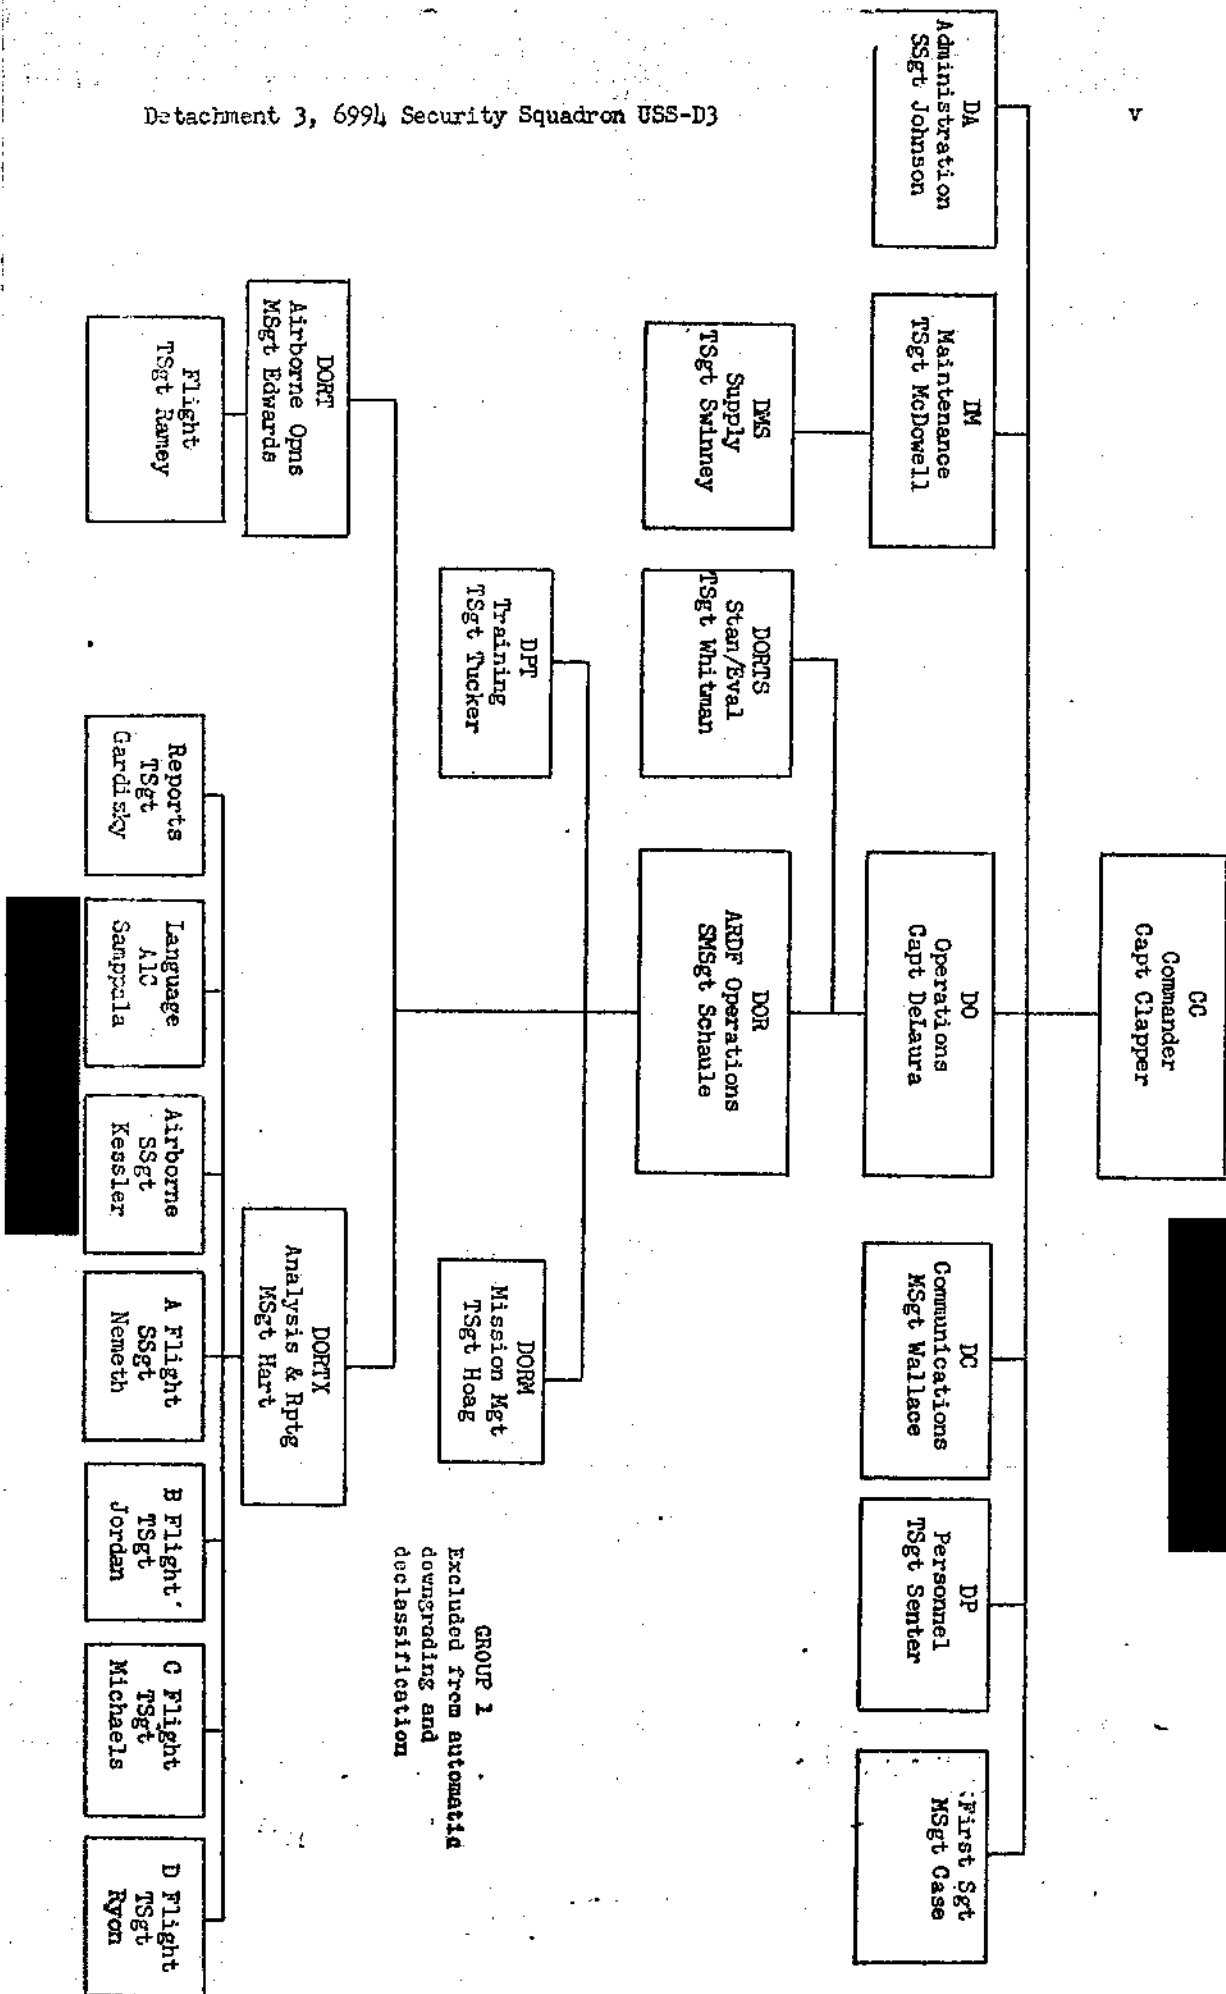 Detachment 3, 6994 Security Squadron USS-D3
v
CC
Commander
Capt Clapper
DA
Administration
SSgt Johnson
DM
Maintenance
TSgt McDowell
DO
Operations
Capt DeLaura
DC
Communications
MSgt Wallace
DP
Personnel
TSgt Senter
First Sgt
MSgt Case
DMS
Supply
TSgt Swinney
DORTS
Stan/Eval
TSgt Whitman
DOR
ARDF Operations
SMSgt Schaule
DPT
Training
TSgt Tucker
DORM
Mission Mgt
TSgt Hoag
DORT
Airborne Opns
MSgt Edwards
DORTX
Analysis & Rptg
MSgt Hart
Flight
TSgt Ramey
Reports
TSgt
Gardisky
Language
A1C
Samppala
Airborne
SSgt
Kessler
A Flight
SSgt
Nemeth
B Flight
TSgt
Jordan
C Flight
TSgt
Michaels
D Flight
TSgt
Ryon
GROUP 1
Excluded from automatic
downgrading and
declassification